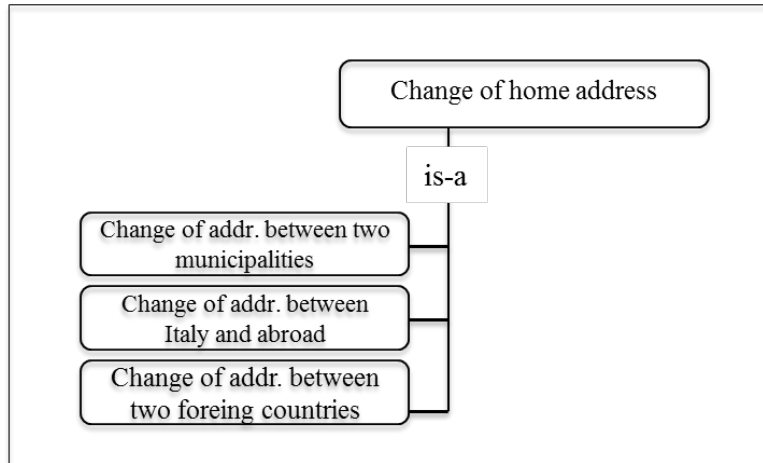 Change of home address
is-a
Change of addr. between two
municipalities
Change of addr. between
Italy and abroad
Change of addr. between
two foreing countries